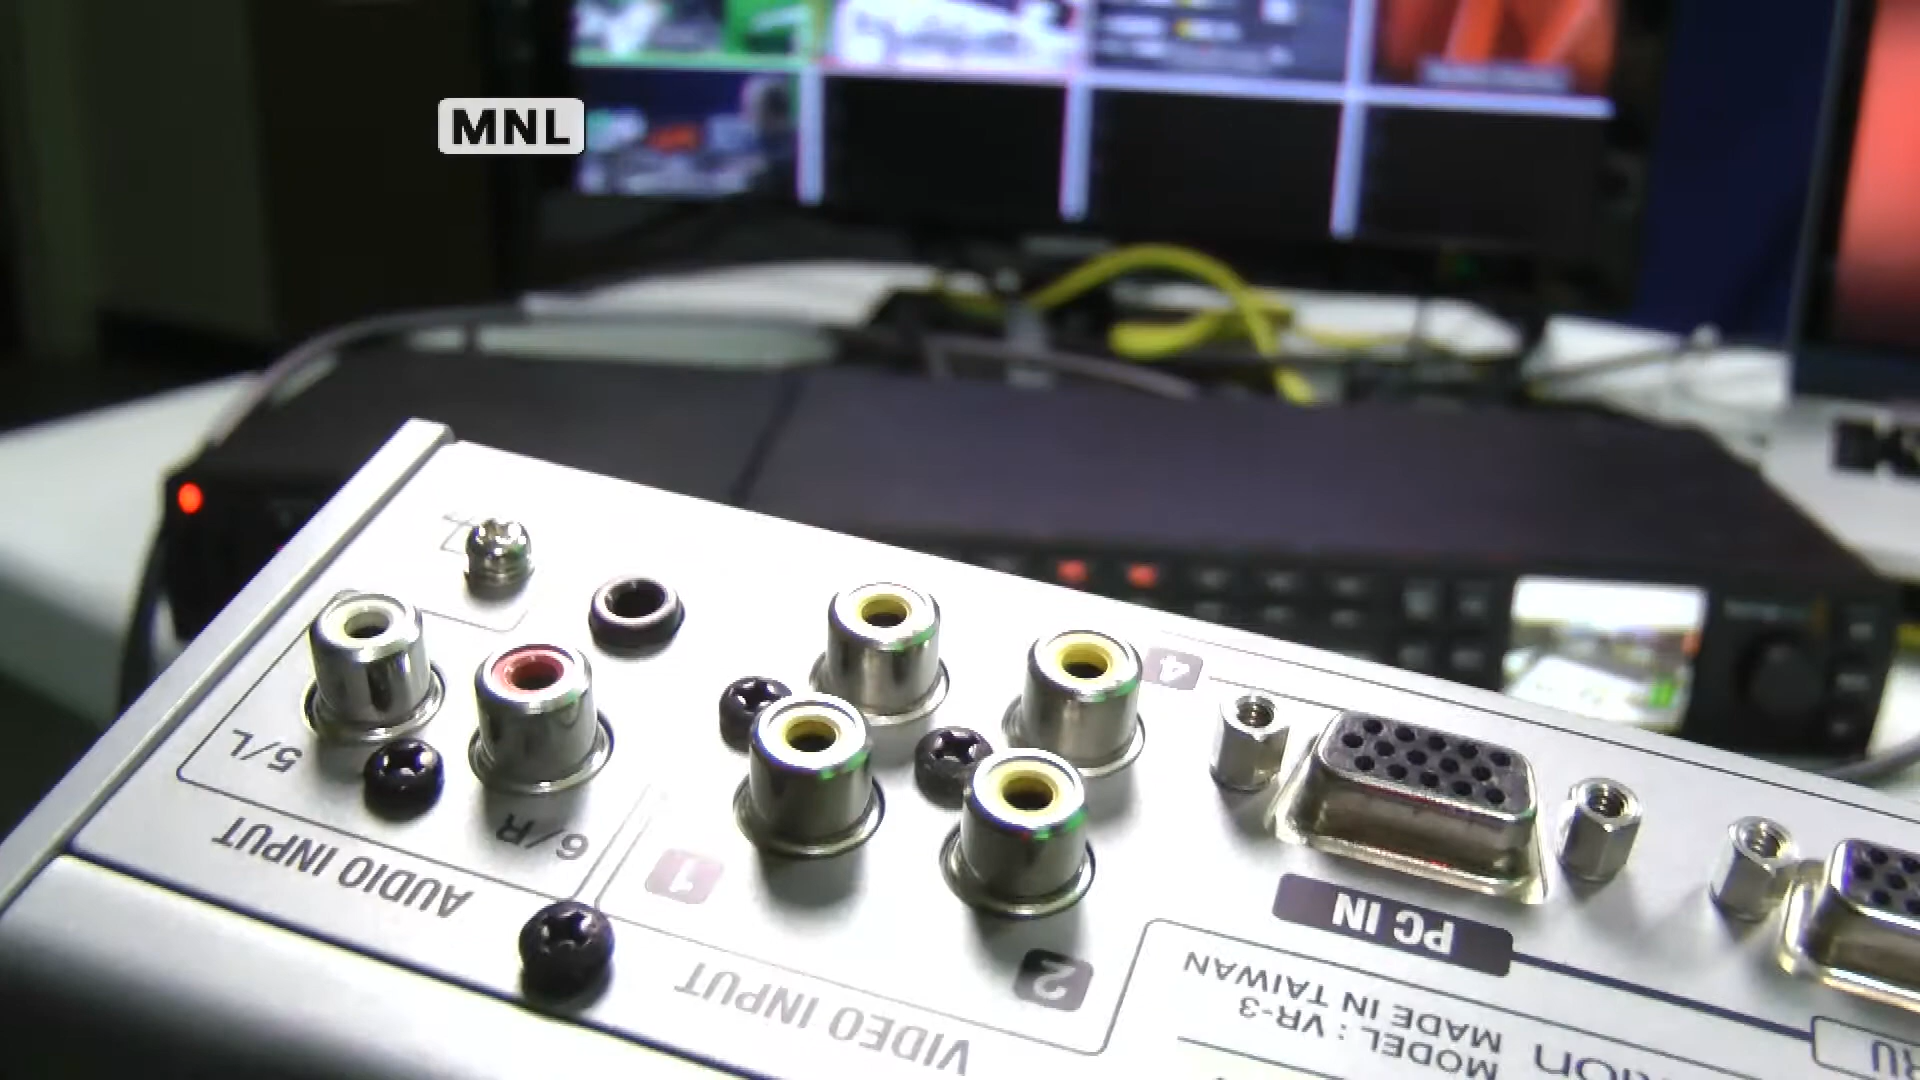 MNL
4
5/L
6/R
AUDIO INPUT
1
2
VIDEO INPUT
PC IN
MADE IN TAIWAN
MODEL : VR-3